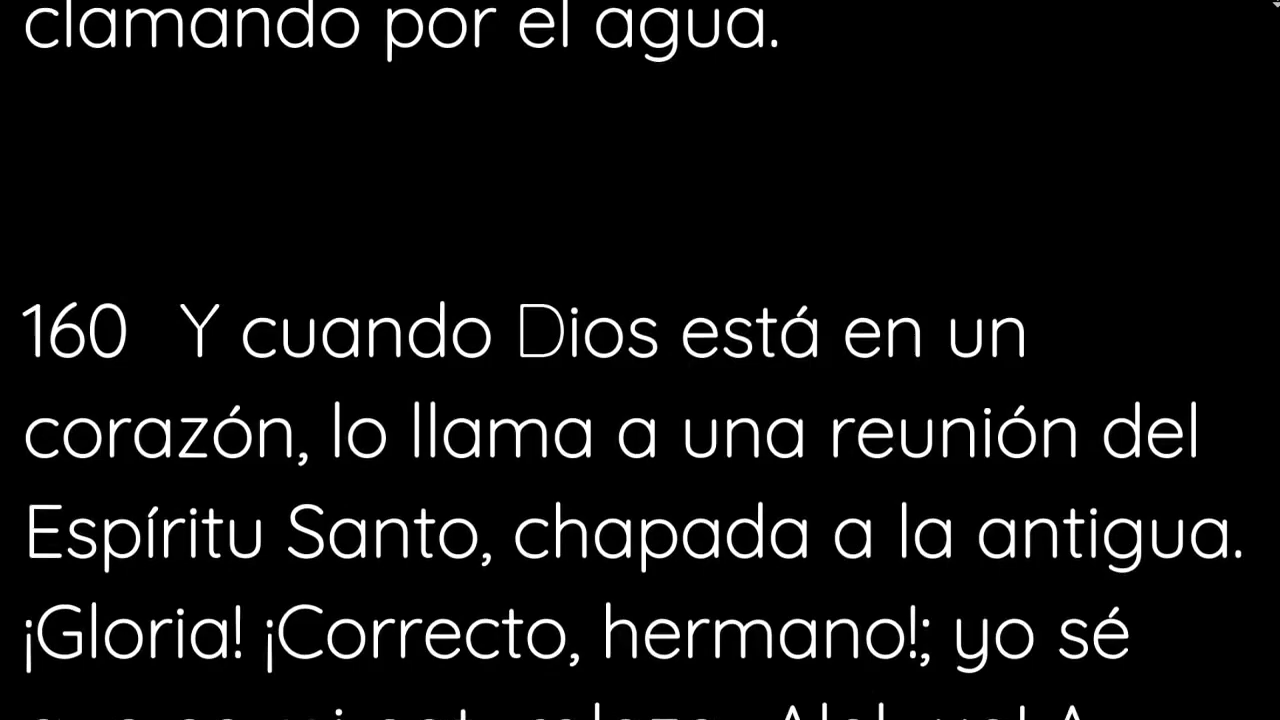 clamando por el agua.
160 Y cuando Dios está en un
corazón, lo llama a una reunión del
Espíritu Santo, chapada a la antigua.
¡Gloria! ¡Correcto, hermano!; yo sé